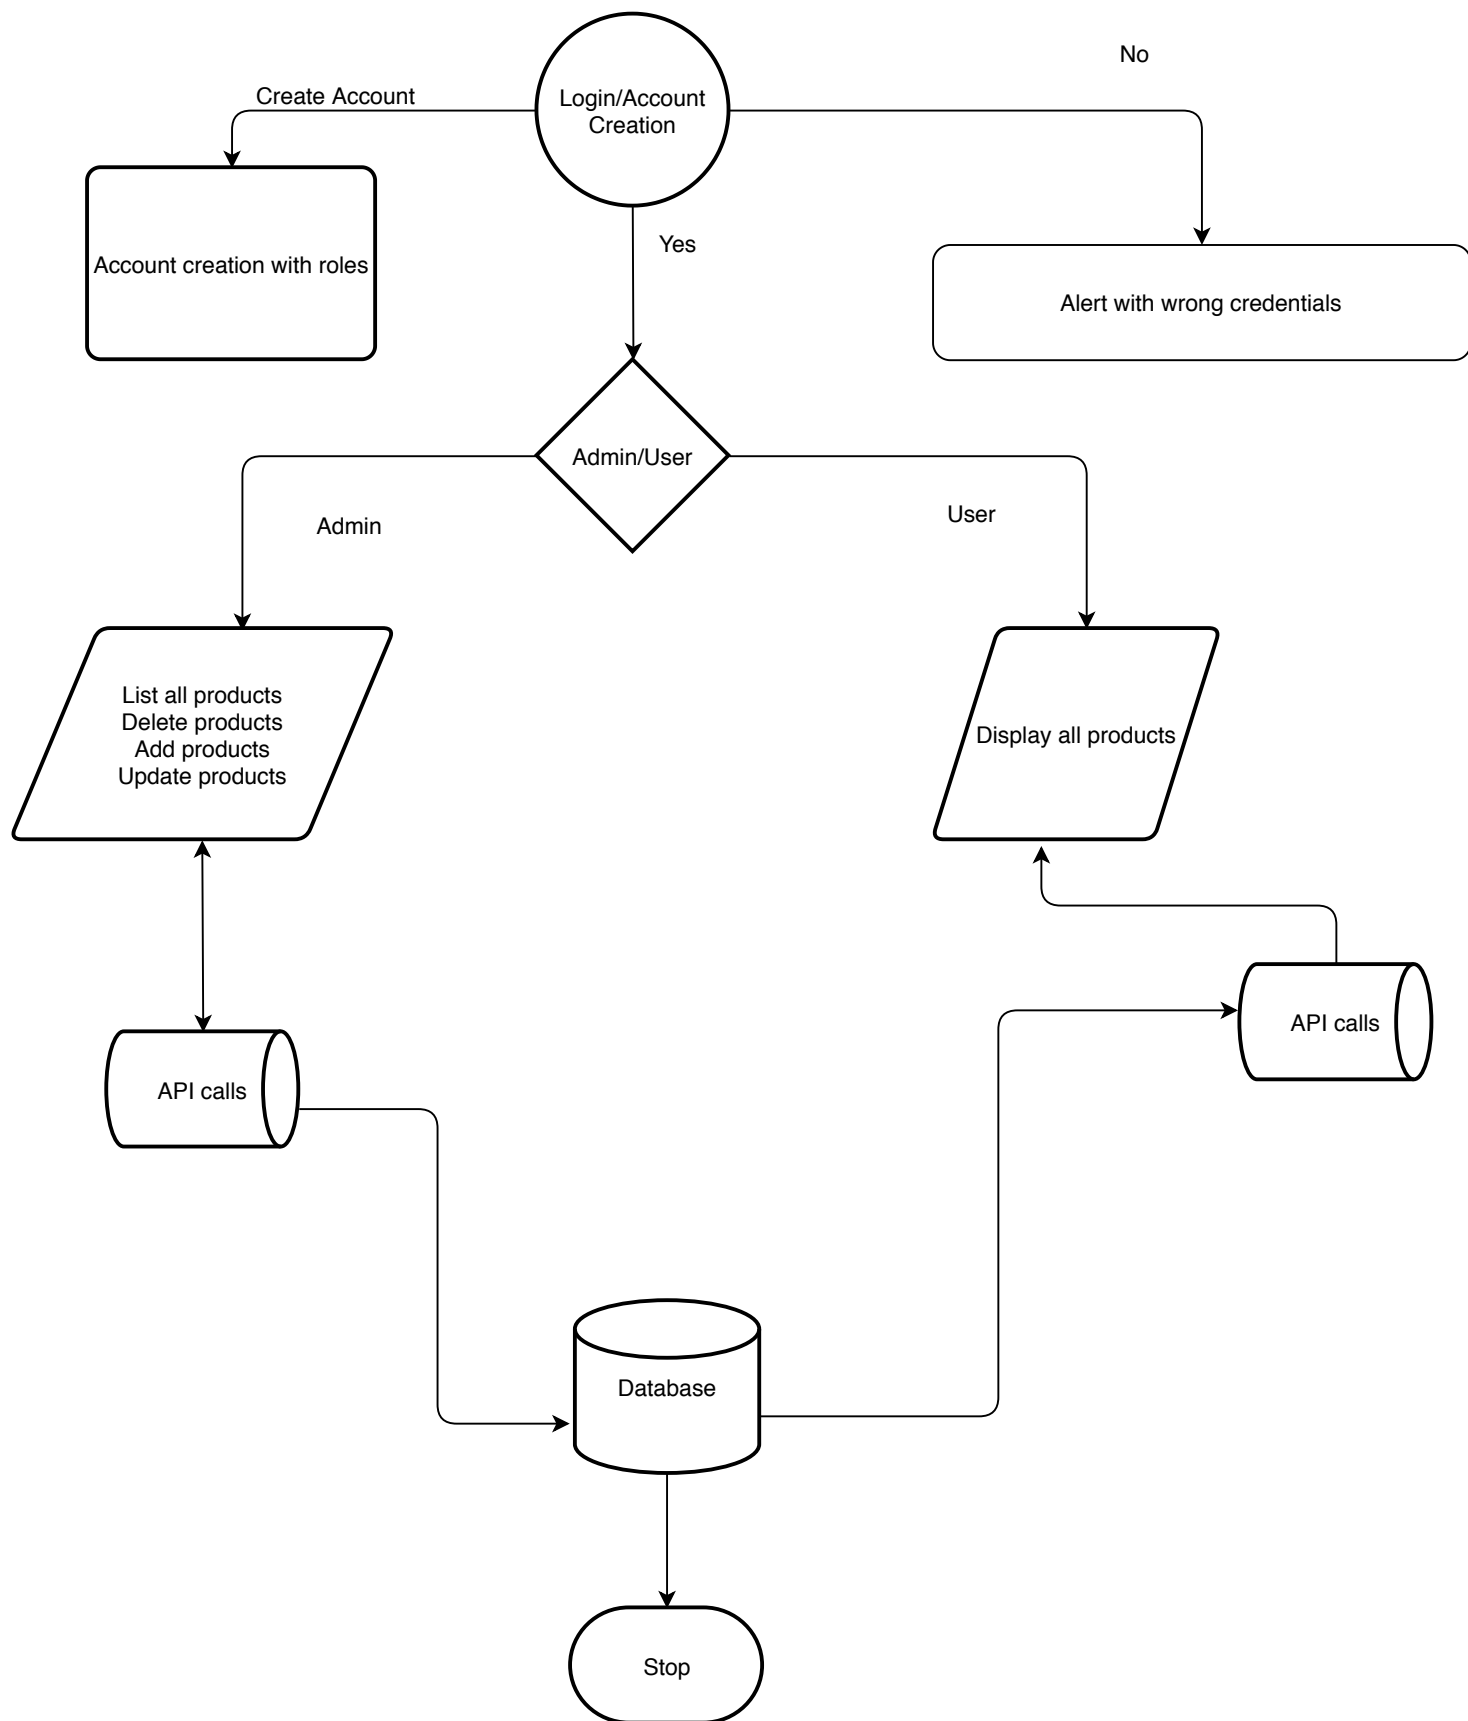 No
Create Account
Login/Account
Creation
Yes
Account creation with roles
Alert with wrong credentials
Admin/User
Admin
User
List all products
Delete products
Add products
Update products
Display all products
API calls
API calls
Database
Stop